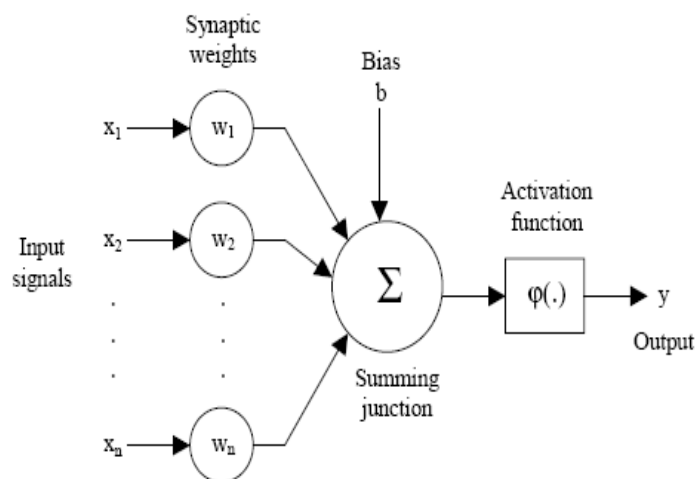 Synaptic
weights
Bias
b
x₁
w₁
Activation
function
Input
signals
x₂
w₂
Σ
φ(.)
y
Output
. .
. .
. .
Summing
junction
xₙ
wₙ